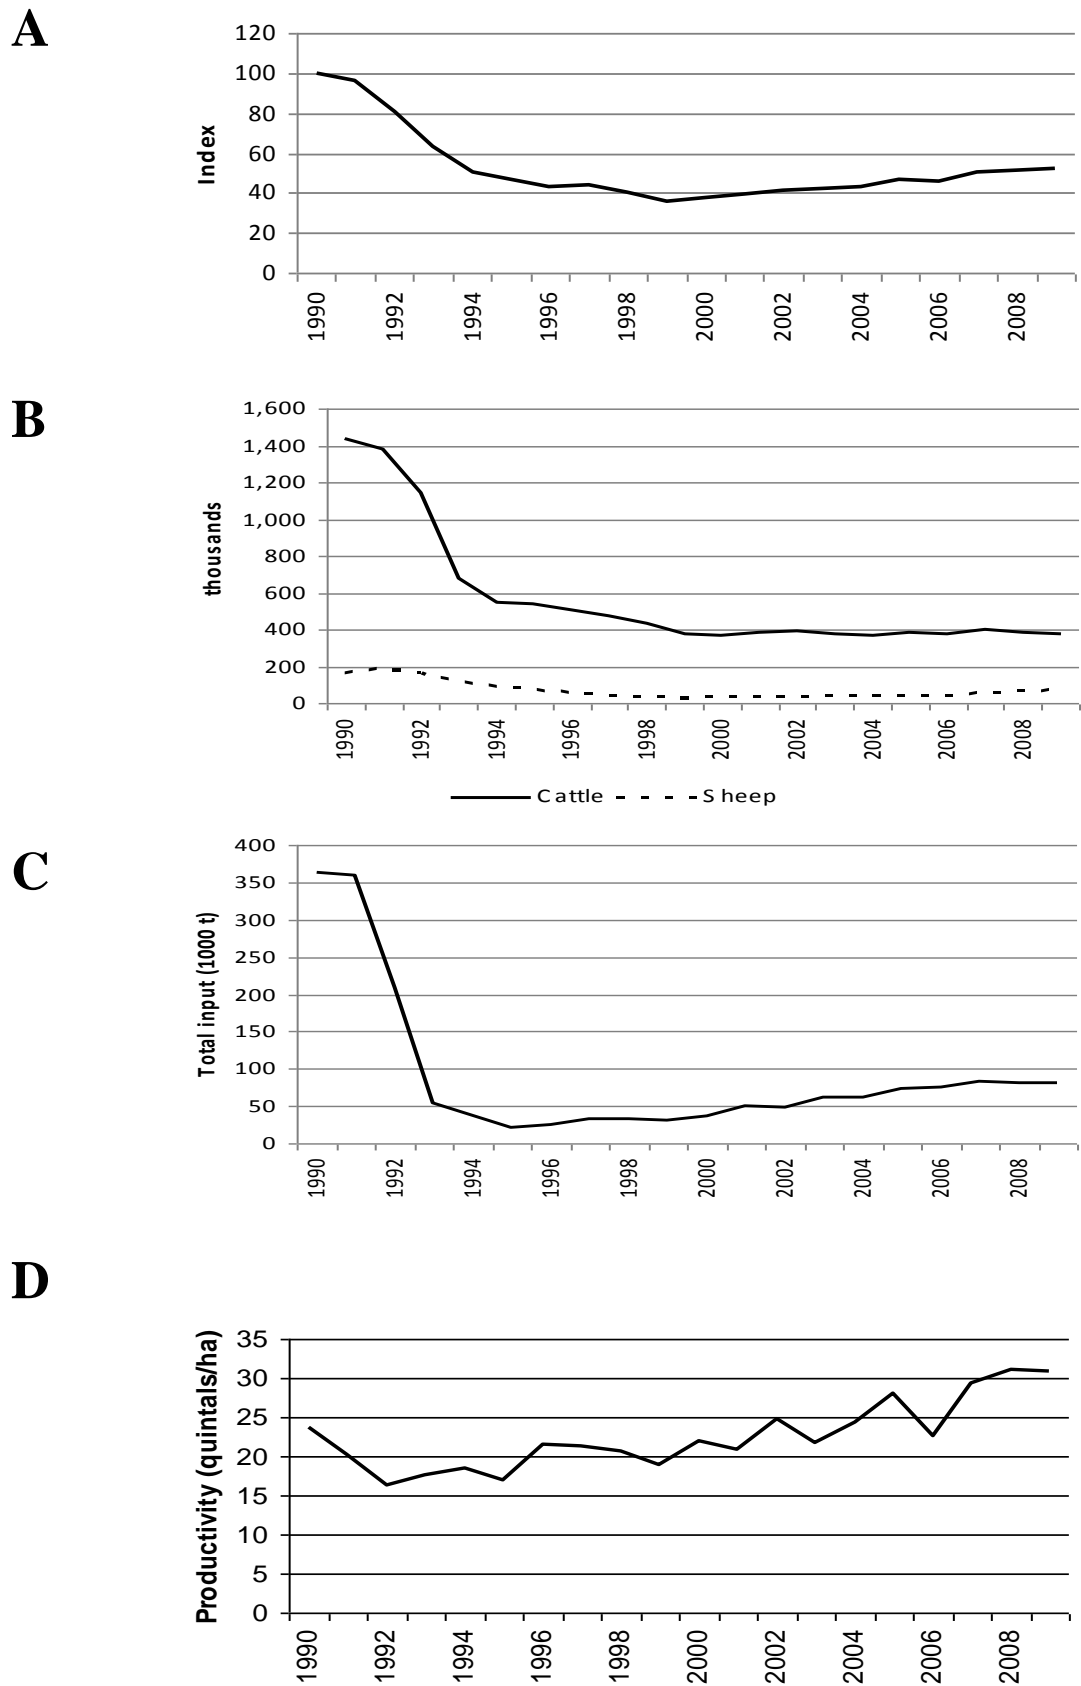 A
Index
120
100
80
60
40
20
0
1990 1992 1994 1996 1998 2000 2002 2004 2006 2008
B
thousands
1,600
1,400
1,200
1,000
800
600
400
200
0
1990 1992 1994 1996 1998 2000 2002 2004 2006 2008
Cattle Sheep
C
Total input (1000 t)
400
350
300
250
200
150
100
50
0
1990 1992 1994 1996 1998 2000 2002 2004 2006 2008
D
Productivity (quintals/ha)
35
30
25
20
15
10
5
0
1990 1992 1994 1996 1998 2000 2002 2004 2006 2008